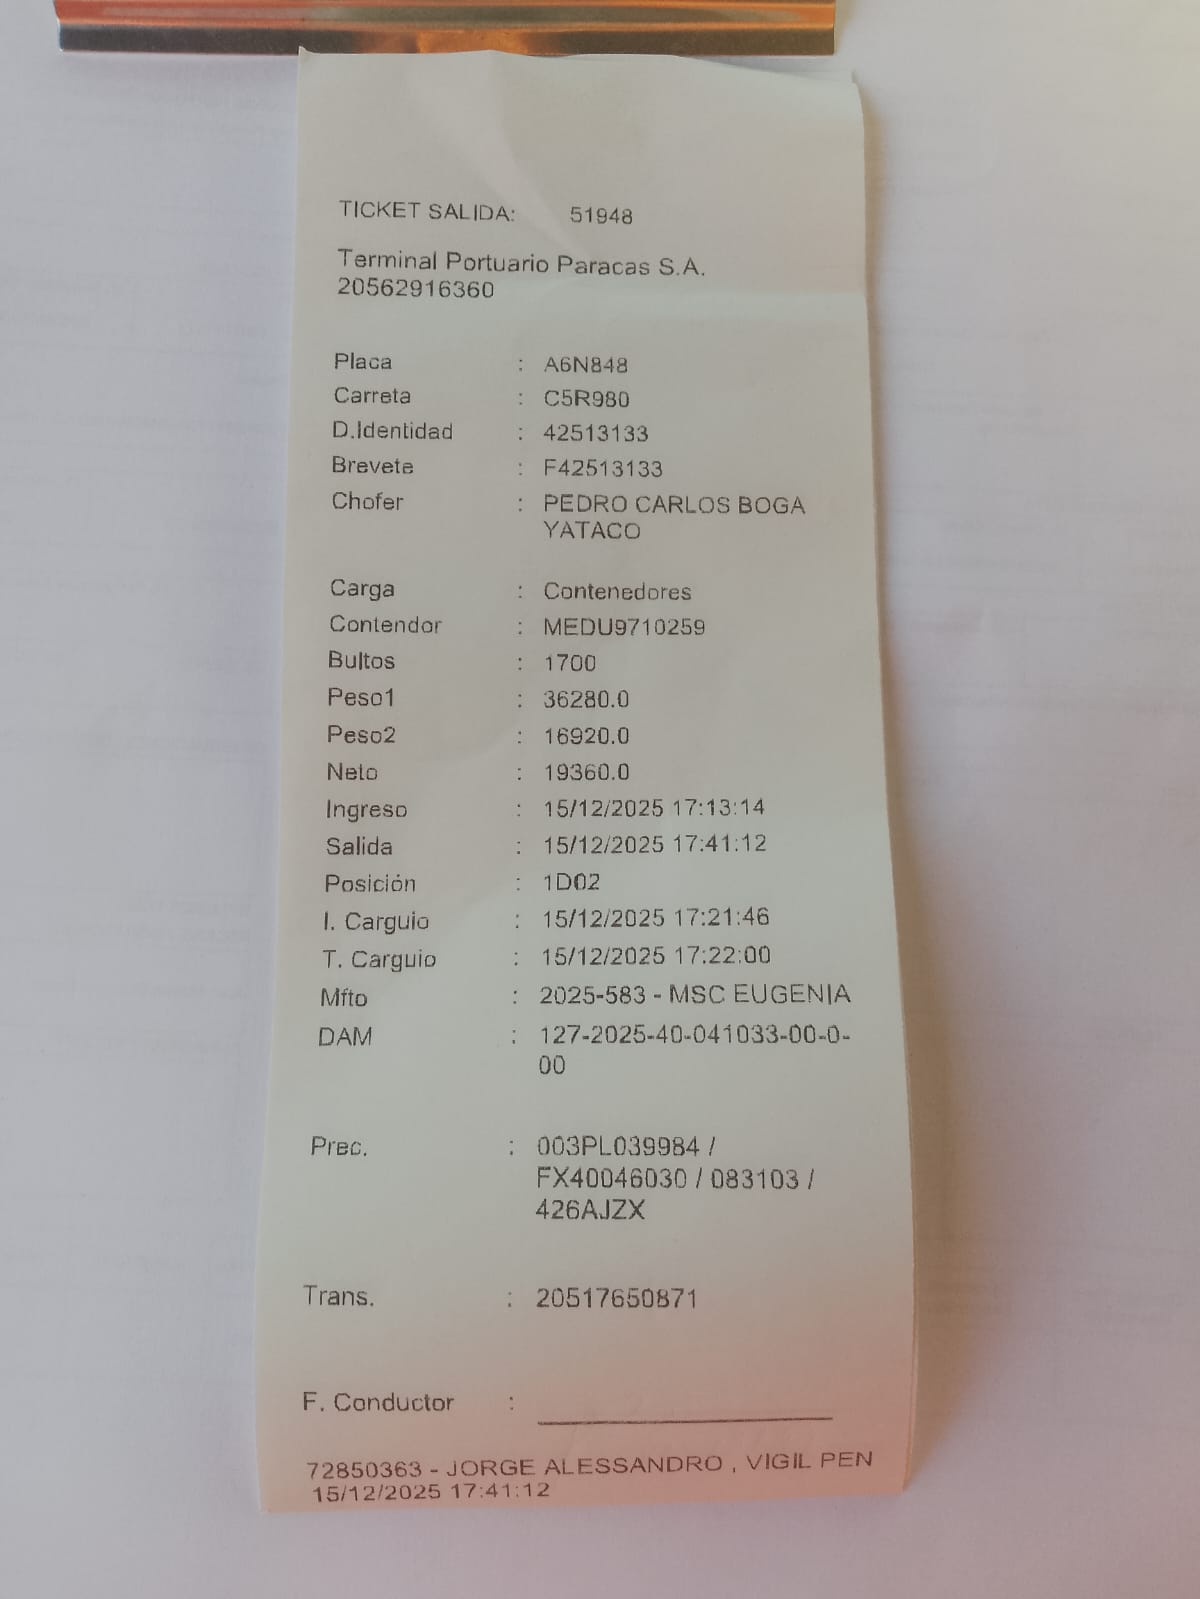 TICKET SALIDA: 51948
Terminal Portuario Paracas S.A.
20562916360
Placa : A6N848
Carreta : C5R980
D.Identidad : 42513133
Brevete : F42513133
Chofer : PEDRO CARLOS BOGA
YATACO
Carga : Contenedores
Contendor : MEDU9710259
Bultos : 1700
Peso1 : 36280.0
Peso2 : 16920.0
Neto : 19360.0
Ingreso : 15/12/2025 17:13:14
Salida : 15/12/2025 17:41:12
Posición : 1D02
I. Carguio : 15/12/2025 17:21:46
T. Carguio : 15/12/2025 17:22:00
Mfto : 2025-583 - MSC EUGENIA
DAM : 127-2025-40-041033-00-0-
00
Prec. : 003PL039984 /
FX40046030 / 083103 /
426AJZX
Trans. : 20517650871
F. Conductor :
72850363 - JORGE ALESSANDRO , VIGIL PEN
15/12/2025 17:41:12